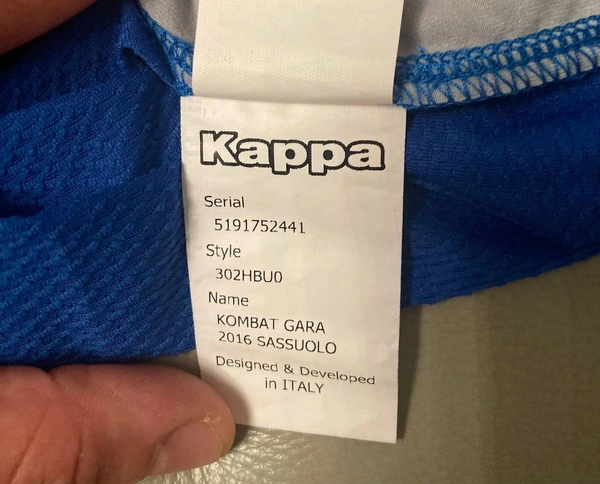 Kappa
Serial
5191752441
Style
302HBU0
Name
KOMBAT GARA
2016 SASSUOLO
Designed & Developed
in ITALY